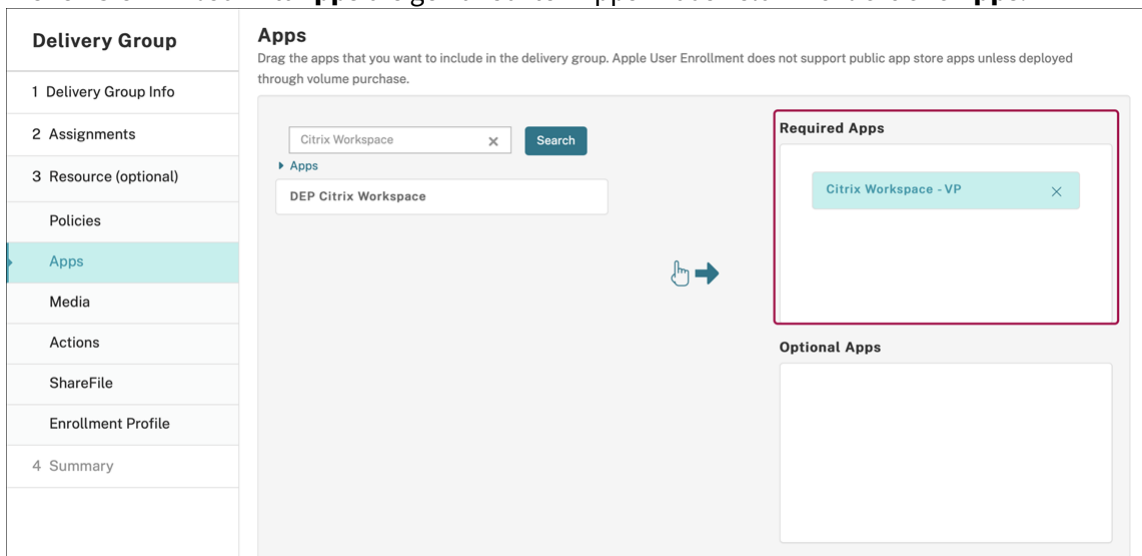 Delivery Group
1 Delivery Group Info
2 Assignments
3 Resource (optional)
Policies
Apps
Media
Actions
ShareFile
Enrollment Profile
4 Summary
Apps
Drag the apps that you want to include in the delivery group. Apple User Enrollment does not support public app store apps unless deployed
through volume purchase.
Citrix Workspace
Search
Apps
DEP Citrix Workspace
Required Apps
Citrix Workspace - VP
Optional Apps